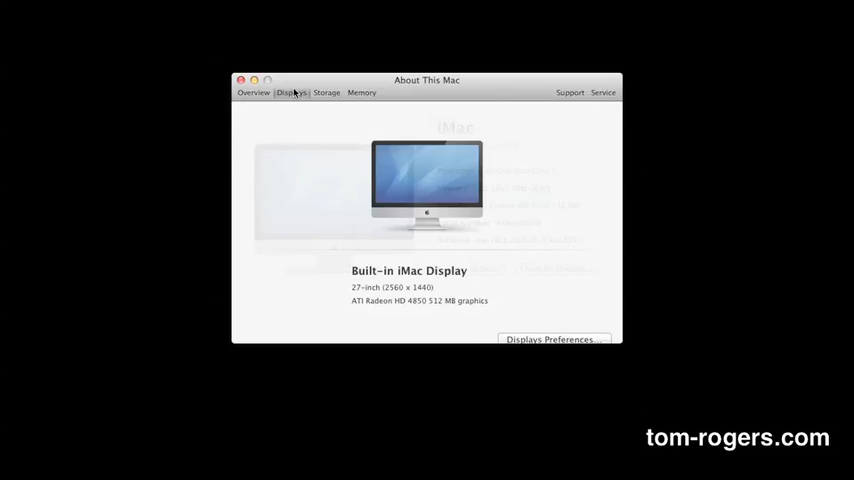 About This Mac
Overview Displays Storage Memory Support Service
iMac
Built-in iMac Display
27-inch (2560 x 1440)
ATI Radeon HD 4850 512 MB graphics
Displays Preferences...
tom-rogers.com